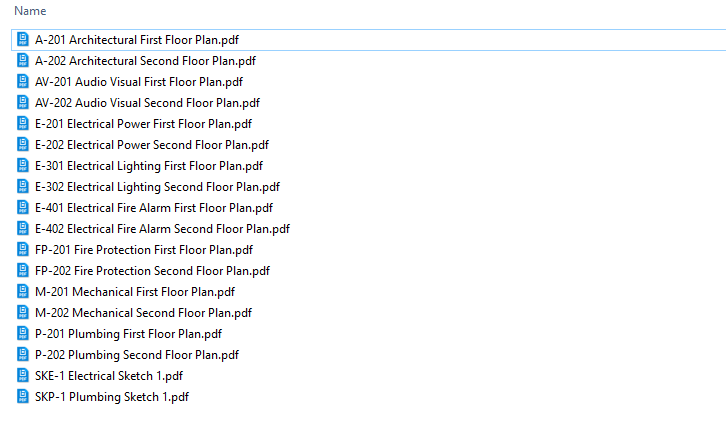 Name
A-201 Architectural First Floor Plan.pdf
A-202 Architectural Second Floor Plan.pdf
AV-201 Audio Visual First Floor Plan.pdf
AV-202 Audio Visual Second Floor Plan.pdf
E-201 Electrical Power First Floor Plan.pdf
E-202 Electrical Power Second Floor Plan.pdf
E-301 Electrical Lighting First Floor Plan.pdf
E-302 Electrical Lighting Second Floor Plan.pdf
E-401 Electrical Fire Alarm First Floor Plan.pdf
E-402 Electrical Fire Alarm Second Floor Plan.pdf
FP-201 Fire Protection First Floor Plan.pdf
FP-202 Fire Protection Second Floor Plan.pdf
M-201 Mechanical First Floor Plan.pdf
M-202 Mechanical Second Floor Plan.pdf
P-201 Plumbing First Floor Plan.pdf
P-202 Plumbing Second Floor Plan.pdf
SKE-1 Electrical Sketch 1.pdf
SKP-1 Plumbing Sketch 1.pdf